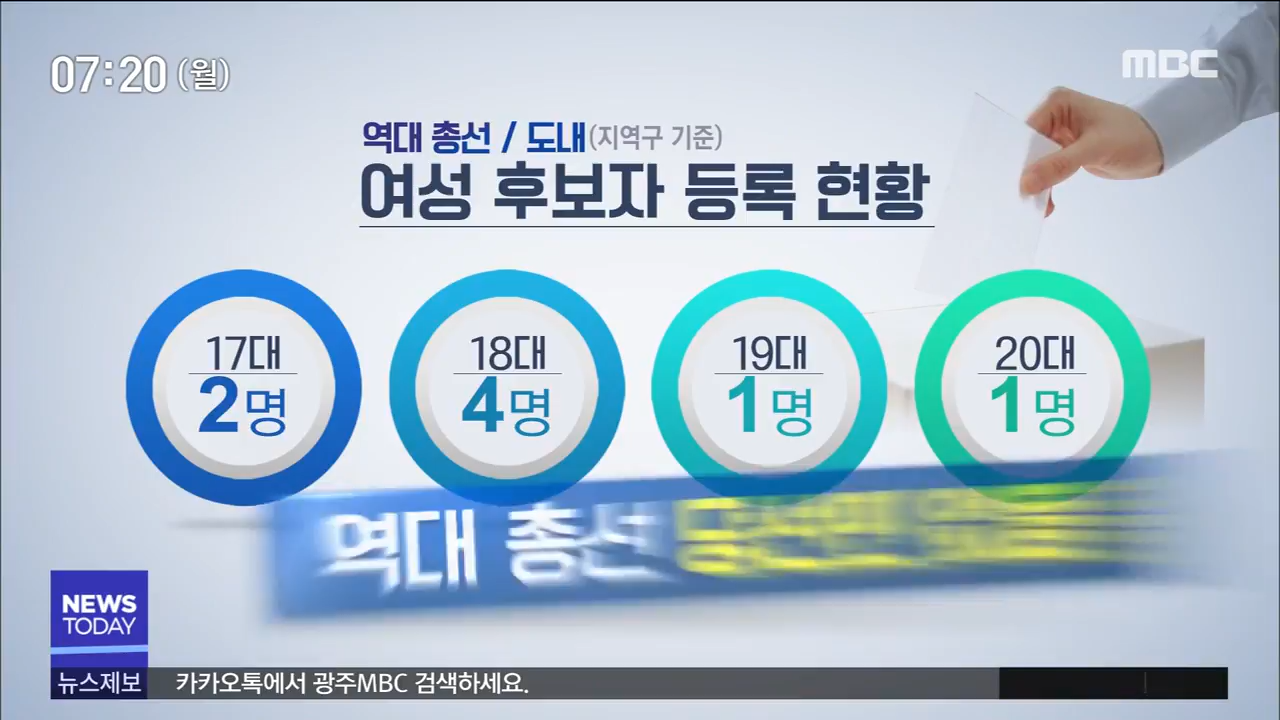 07:20 (월)
MBC
역대 총선 / 도내(지역구 기준)
여성 후보자 등록 현황
17대
2명
18대
4명
19대
1명
20대
1명
역대 총선
NEWS
TODAY
뉴스제보 카카오톡에서 광주MBC 검색하세요.